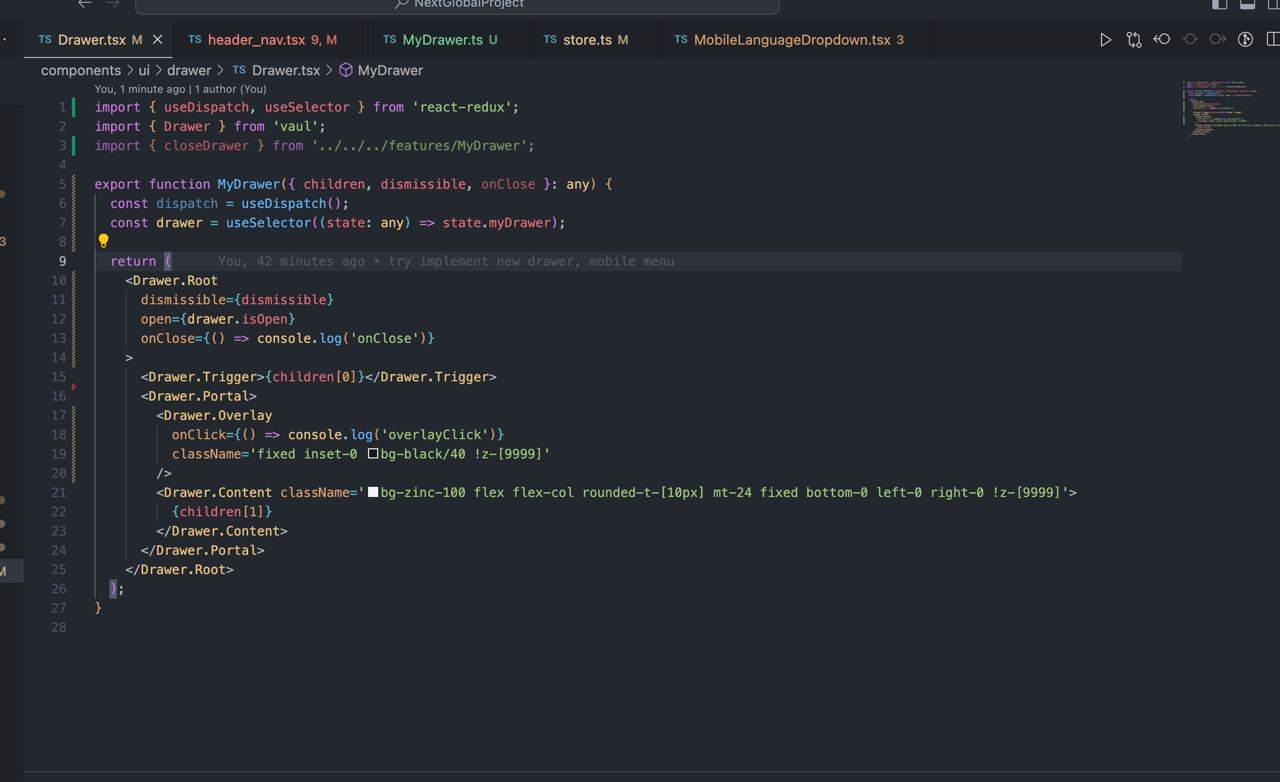 NextGlobalProject
TS Drawer.tsx M TS header_nav.tsx 9, M TS MyDrawer.ts U TS store.ts M TS MobileLanguageDropdown.tsx 3
components > ui > drawer > TS Drawer.tsx > MyDrawer
You, 1 minute ago | 1 author (You)
1 import { useDispatch, useSelector } from 'react-redux';
2 import { Drawer } from 'vaul';
3 import { closeDrawer } from '../../../features/MyDrawer';
4
5 export function MyDrawer({ children, dismissible, onClose }: any) {
6 const dispatch = useDispatch();
7 const drawer = useSelector((state: any) => state.myDrawer);
8
9 return ( You, 42 minutes ago • try implement new drawer, mobile menu
10 <Drawer.Root
11 dismissible={dismissible}
12 open={drawer.isOpen}
13 onClose={() => console.log('onClose')}
14 >
15 <Drawer.Trigger>{children[0]}</Drawer.Trigger>
16 <Drawer.Portal>
17 <Drawer.Overlay
18 onClick={() => console.log('overlayClick')}
19 className='fixed inset-0 bg-black/40 !z-[9999]'
20 />
21 <Drawer.Content className='bg-zinc-100 flex flex-col rounded-t-[10px] mt-24 fixed bottom-0 left-0 right-0 !z-[9999]'>
22 {children[1]}
23 </Drawer.Content>
24 </Drawer.Portal>
25 </Drawer.Root>
26 );
27 }
28
3
M